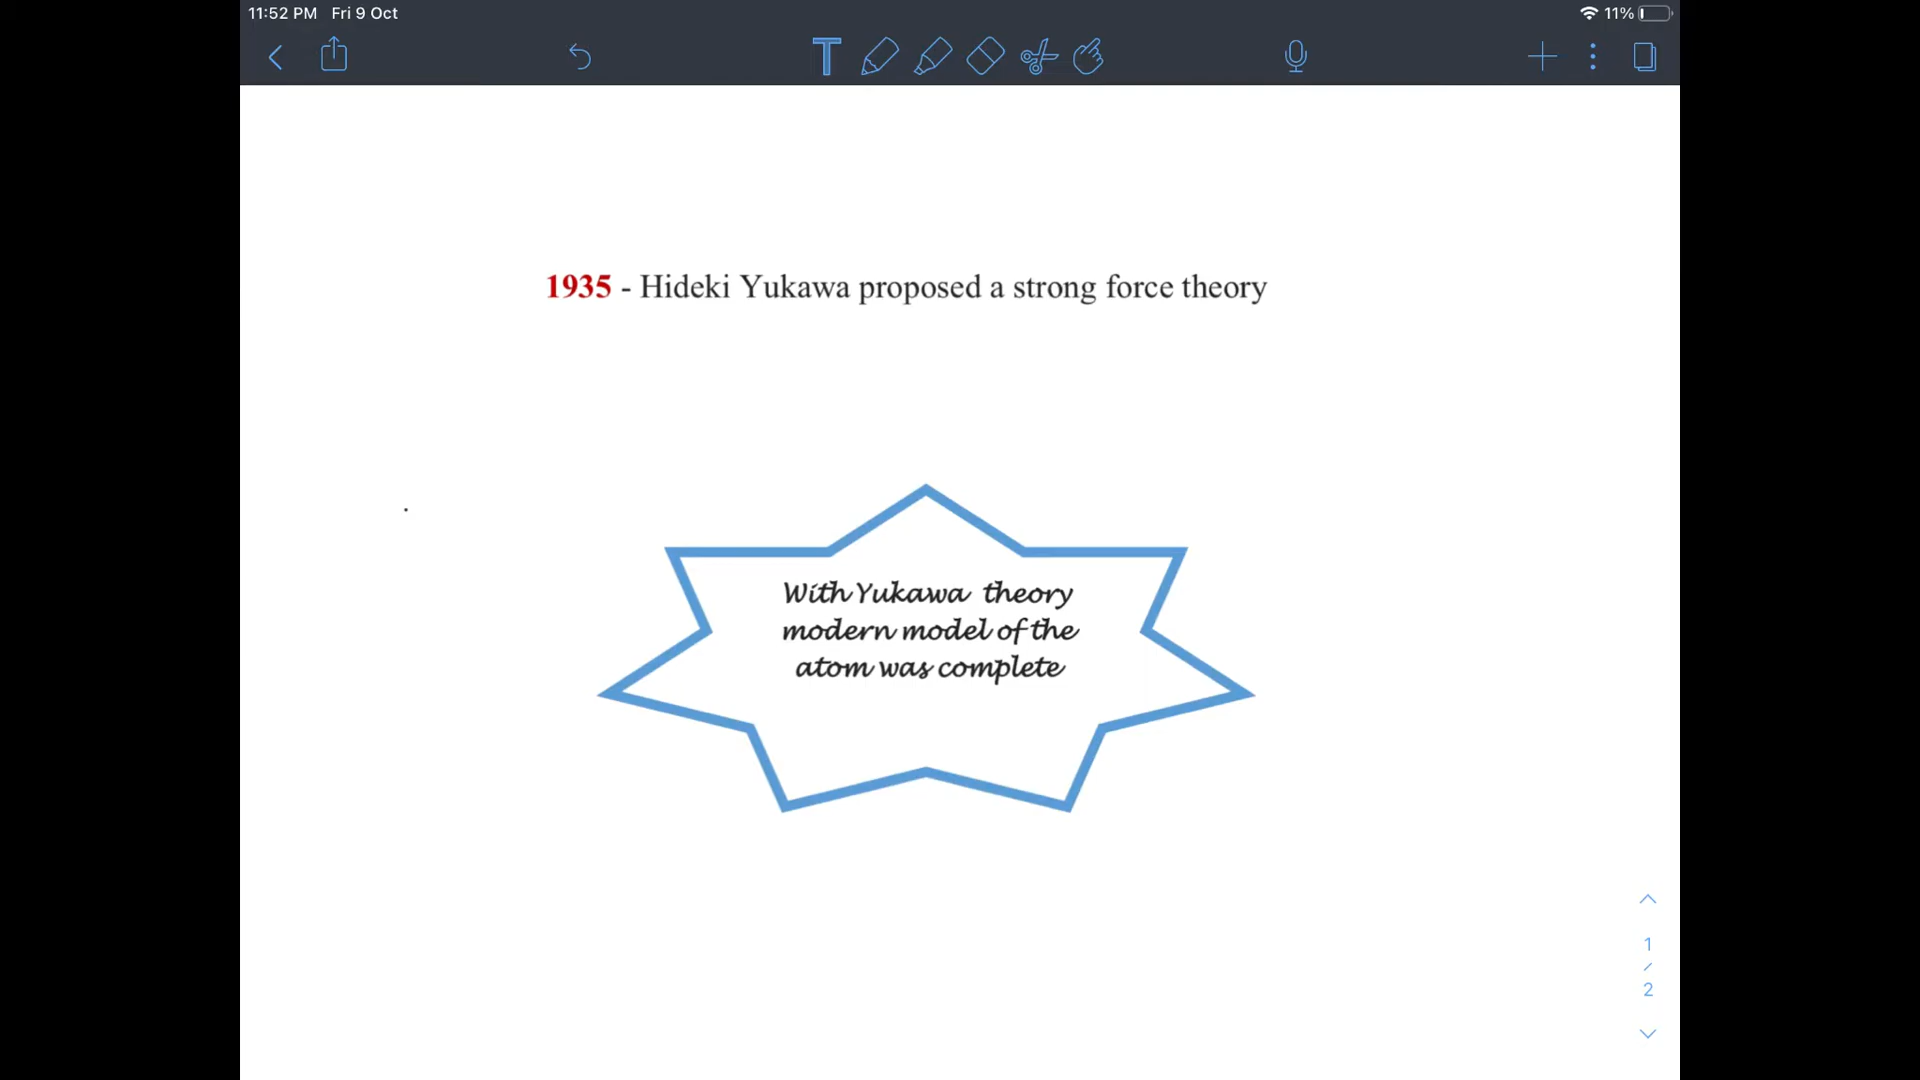 11:52 PM Fri 9 Oct 11%
1935 - Hideki Yukawa proposed a strong force theory
With Yukawa theory
modern model of the
atom was complete
1
/
2